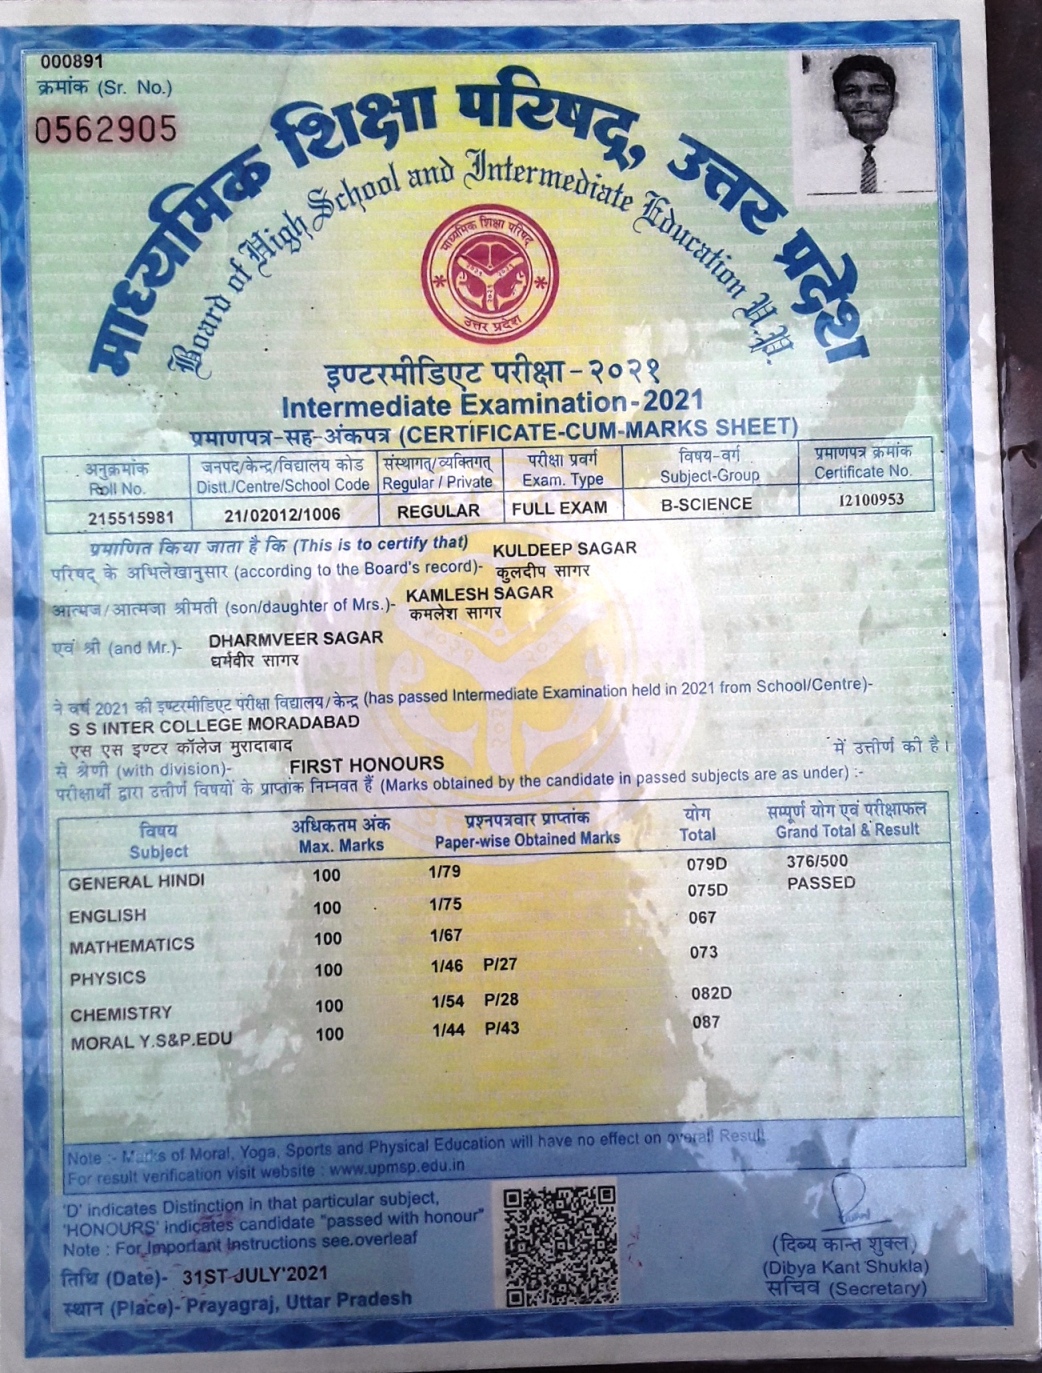 000891
क्रमांक (Sr. No.)
0562905
माध्यमिक शिक्षा परिषद्, उत्तर प्रदेश
Board of High School and Intermediate Education U.P.
माध्यमिक शिक्षा परिषद
उत्तर प्रदेश
इण्टरमीडिएट परीक्षा - २०२१
Intermediate Examination - 2021
प्रमाणपत्र-सह-अंकपत्र (CERTIFICATE-CUM-MARKS SHEET)
अनुक्रमांक जनपद/केन्द्र/विद्यालय कोड संस्थागत्/व्यक्तिगत् परीक्षा प्रवर्ग विषय-वर्ग प्रमाणपत्र क्रमांक
Roll No. Distt./Centre/School Code Regular / Private Exam. Type Subject-Group Certificate No.
215515981 21/02012/1006 REGULAR FULL EXAM B-SCIENCE 12100953
प्रमाणित किया जाता है कि (This is to certify that) KULDEEP SAGAR
परिषद् के अभिलेखानुसार (according to the Board's record)- कुलदीप सागर
आत्मज/आत्मजा श्रीमती (son/daughter of Mrs.)- KAMLESH SAGAR
कमलेश सागर
एवं श्री (and Mr.)- DHARMVEER SAGAR
धर्मवीर सागर
ने वर्ष 2021 की इण्टरमीडिएट परीक्षा विद्यालय/केन्द्र (has passed Intermediate Examination held in 2021 from School/Centre)-
S S INTER COLLEGE MORADABAD
एस एस इण्टर कॉलेज मुरादाबाद में उत्तीर्ण की है।
से श्रेणी (with division)- FIRST HONOURS
परीक्षार्थी द्वारा उत्तीर्ण विषयों के प्राप्तांक निम्नवत हैं (Marks obtained by the candidate in passed subjects are as under) :-
विषय अधिकतम अंक प्रश्नपत्रवार प्राप्तांक योग सम्पूर्ण योग एवं परीक्षाफल
Subject Max. Marks Paper-wise Obtained Marks Total Grand Total & Result
GENERAL HINDI 100 1/79 079D 376/500
PASSED
ENGLISH 100 1/75 075D
MATHEMATICS 100 1/67 067
PHYSICS 100 1/46 P/27 073
CHEMISTRY 100 1/54 P/28 082D
MORAL Y.S&P.EDU 100 1/44 P/43 087
Note :- Marks of Moral, Yoga, Sports and Physical Education will have no effect on overall Result
For result verification visit website : www.upmsp.edu.in
'D' indicates Distinction in that particular subject,
'HONOURS' indicates candidate "passed with honour"
Note : For Important Instructions see overleaf
तिथि (Date)- 31ST JULY'2021
स्थान (Place)- Prayagraj, Uttar Pradesh
(दिब्य कान्त शुक्ल)
(Dibya Kant Shukla)
सचिव (Secretary)